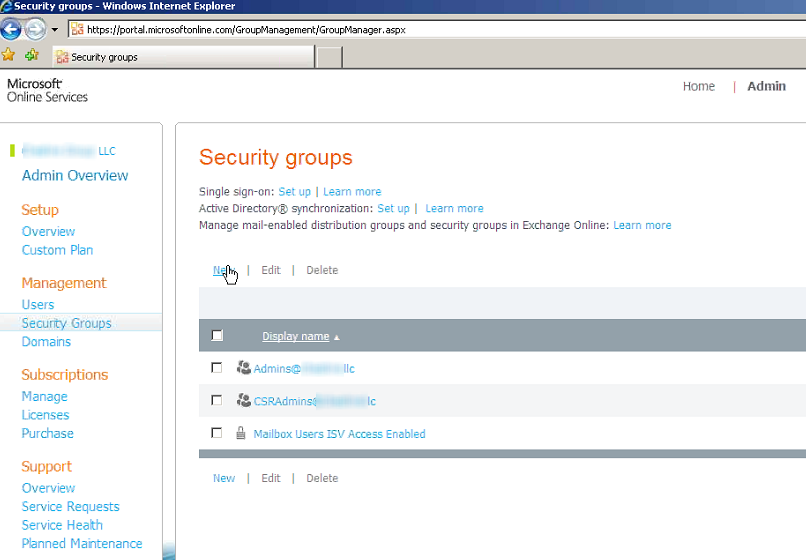 Security groups - Windows Internet Explorer
https://portal.microsoftonline.com/GroupManagement/GroupManager.aspx
Security groups
Microsoft
Online Services
Home | Admin
LLC
Admin Overview
Setup
Overview
Custom Plan
Management
Users
Security Groups
Domains
Subscriptions
Manage
Licenses
Purchase
Support
Overview
Service Requests
Service Health
Planned Maintenance
Security groups
Single sign-on: Set up | Learn more
Active Directory® synchronization: Set up | Learn more
Manage mail-enabled distribution groups and security groups in Exchange Online: Learn more
New | Edit | Delete
Display name
Admins@ llc
CSRAdmins@ lc
Mailbox Users ISV Access Enabled
New | Edit | Delete